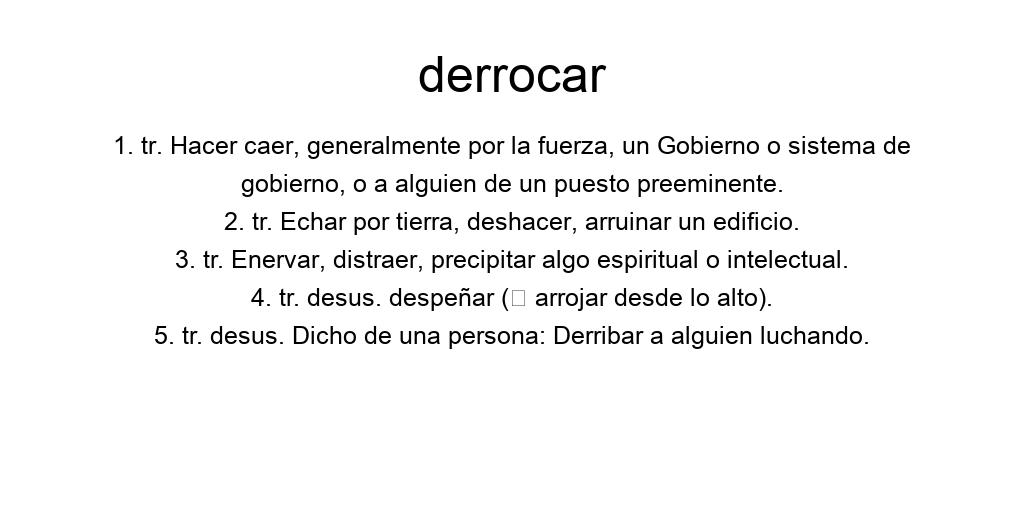 derrocar
1. tr. Hacer caer, generalmente por la fuerza, un Gobierno o sistema de
gobierno, o a alguien de un puesto preeminente.
2. tr. Echar por tierra, deshacer, arruinar un edificio.
3. tr. Enervar, distraer, precipitar algo espiritual o intelectual.
4. tr. desus. despeñar (▯ arrojar desde lo alto).
5. tr. desus. Dicho de una persona: Derribar a alguien luchando.